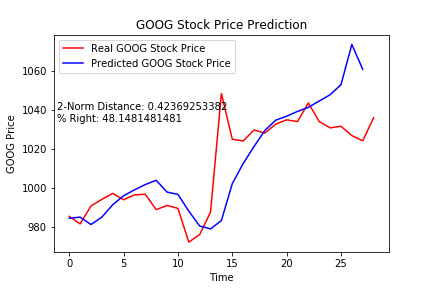 GOOG Stock Price Prediction
Real GOOG Stock Price
Predicted GOOG Stock Price
2-Norm Distance: 0.42369253382
% Right: 48.1481481481
GOOG Price
1060
1040
1020
1000
980
0 5 10 15 20 25
Time